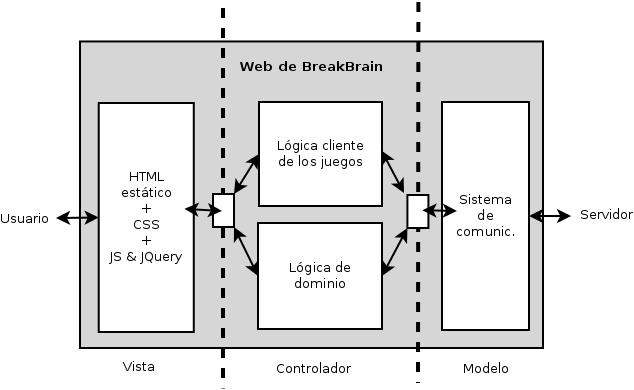 Web de BreakBrain
Usuario
HTML
estático
+
CSS
+
JS & JQuery
Lógica cliente
de los juegos
Lógica de
dominio
Sistema
de
comunic.
Servidor
Vista
Controlador
Modelo